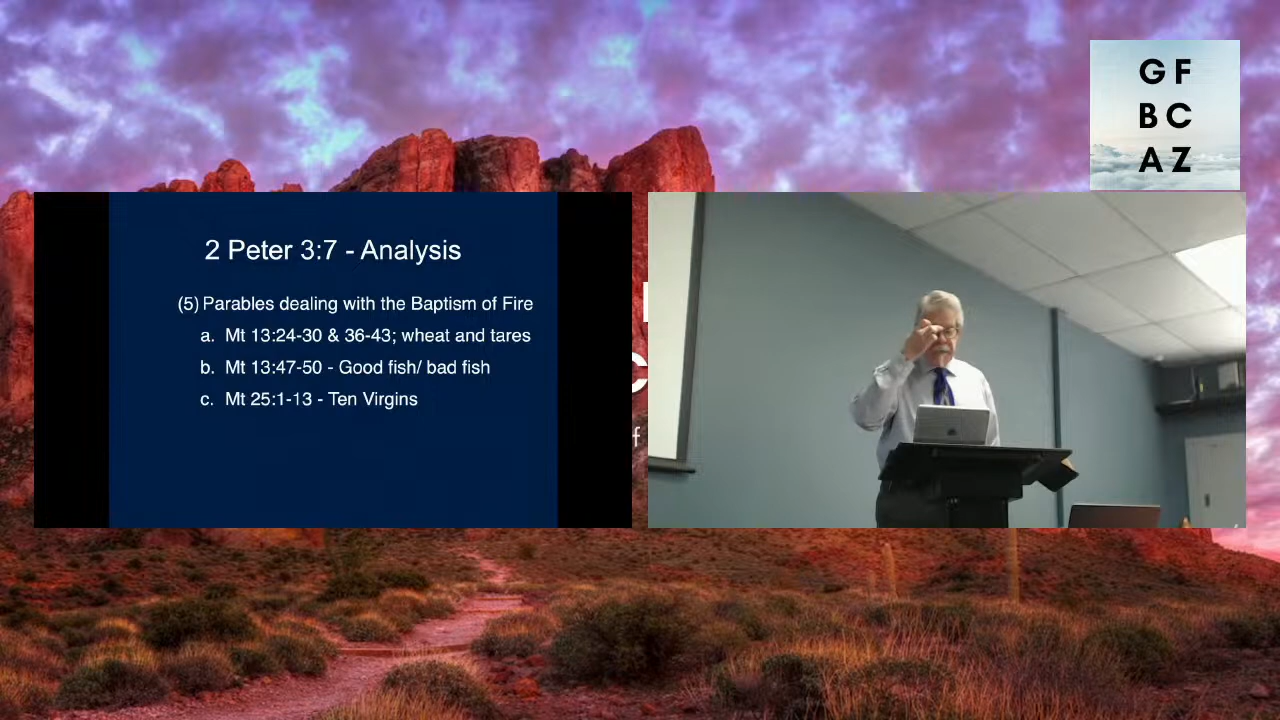 G F
B C
A Z
2 Peter 3:7 - Analysis
(5) Parables dealing with the Baptism of Fire
a. Mt 13:24-30 & 36-43; wheat and tares
b. Mt 13:47-50 - Good fish/ bad fish
c. Mt 25:1-13 - Ten Virgins